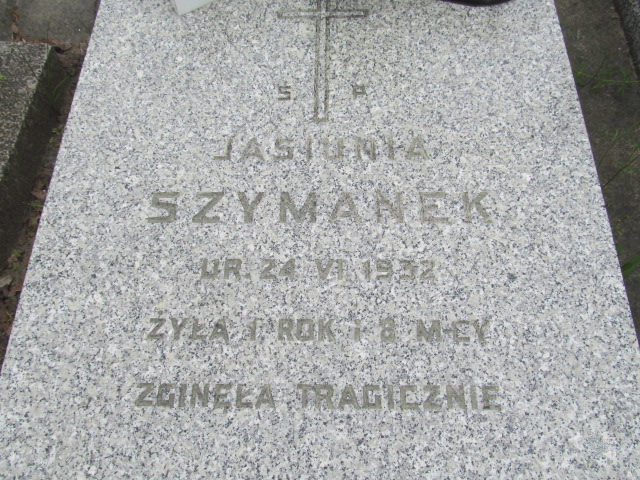 Ś P
JASIUNIA
SZYMANEK
UR. 24 VI 1932
ŻYŁA 1 ROK I 8 M-CY
ZGINĘŁA TRAGICZNIE